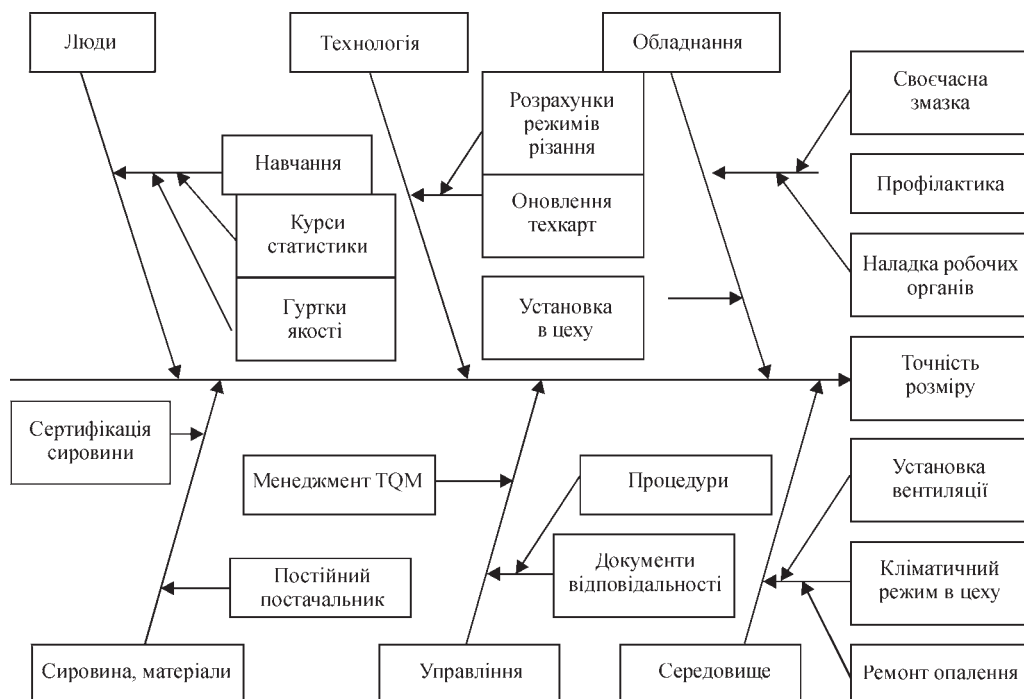 Люди
Технологія
Обладнання
Своєчасна
змазка
Розрахунки
режимів
різання
Навчання
Профілактика
Оновлення
техкарт
Курси
статистики
Наладка робочих
органів
Гуртки
якості
Установка
в цеху
Точність
розміру
Сертифікація
сировини
Менеджмент TQM
Процедури
Установка
вентиляції
Постійний
постачальник
Документи
відповідальності
Кліматичний
режим в цеху
Сировина, матеріали
Управління
Середовище
Ремонт опалення